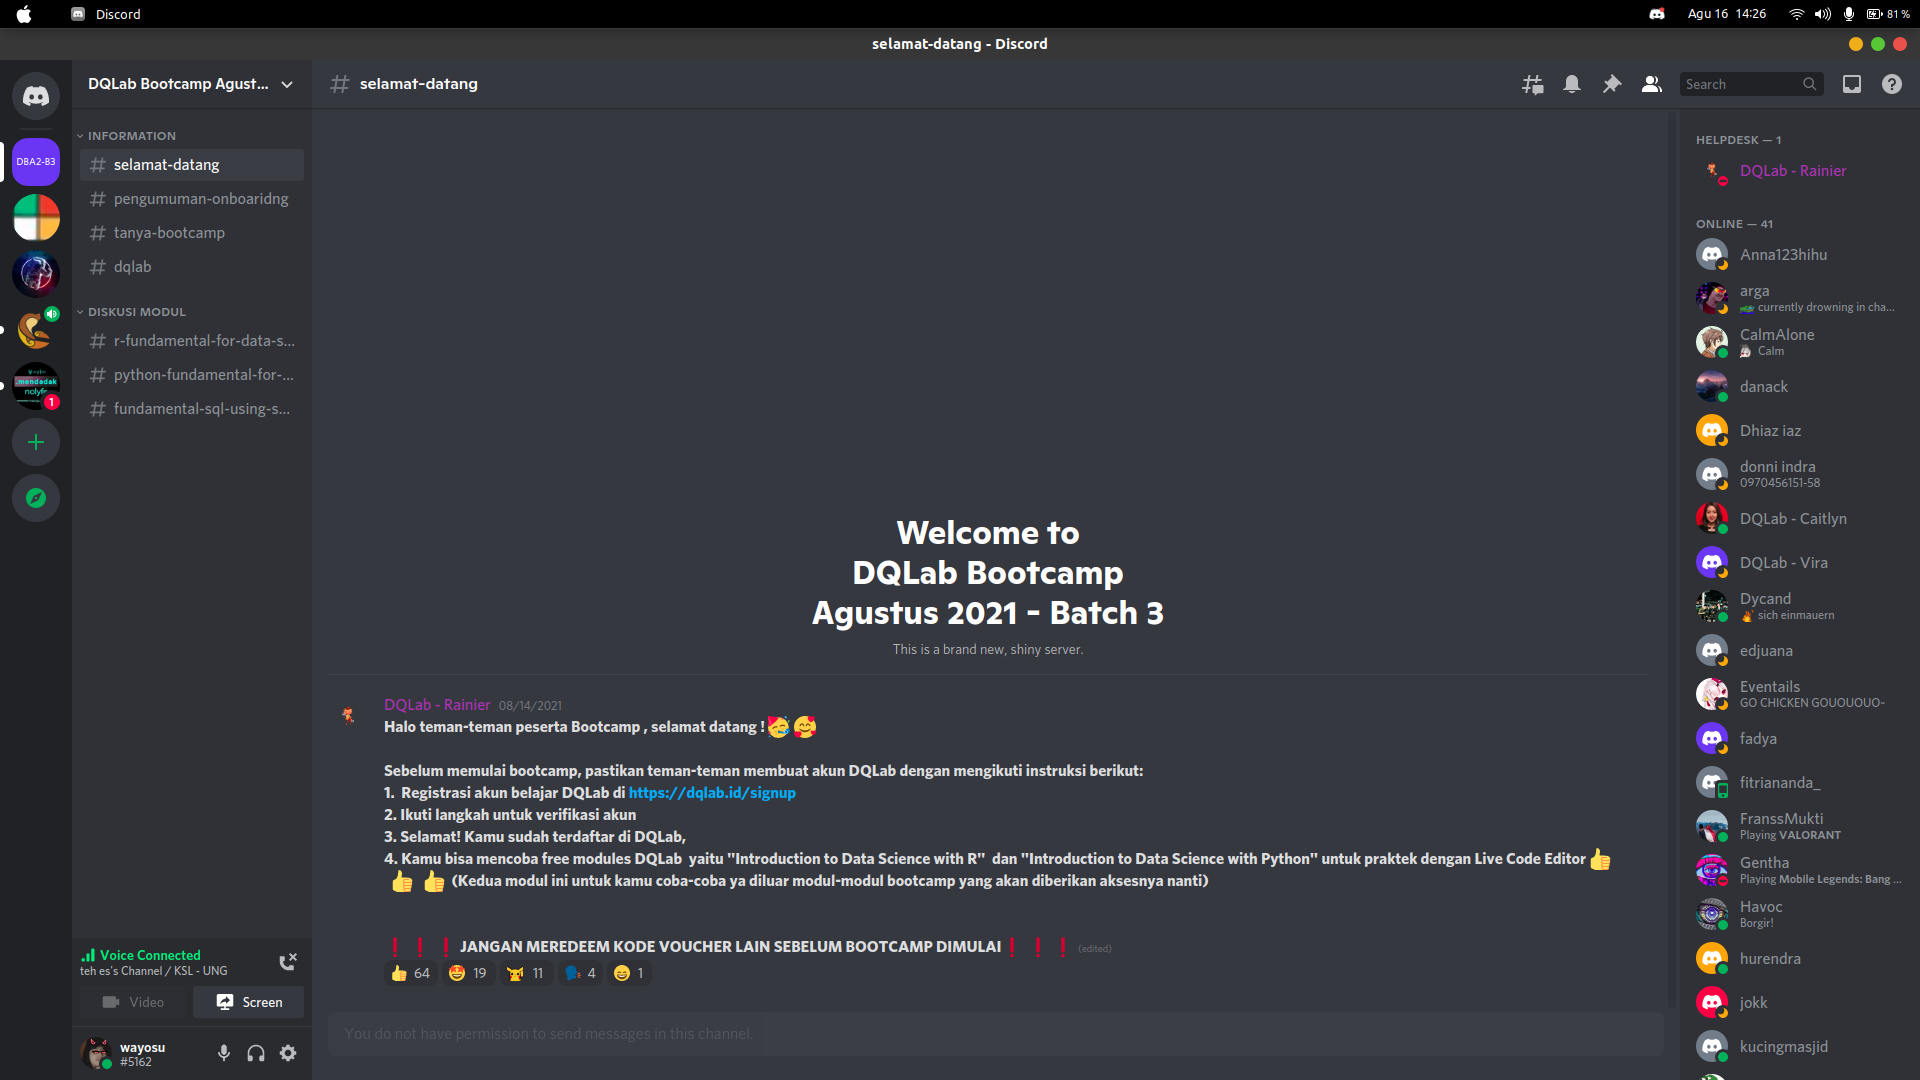 Discord
Agu 16 14:26
81 %
selamat-datang - Discord
DQLab Bootcamp Agust...
selamat-datang
Search
DBA2-B3
.mendadak
nolyfe
1
INFORMATION
selamat-datang
pengumuman-onboaridng
tanya-bootcamp
dqlab
DISKUSI MODUL
r-fundamental-for-data-s...
python-fundamental-for-...
fundamental-sql-using-s...
Welcome to
DQLab Bootcamp
Agustus 2021 - Batch 3
This is a brand new, shiny server.
DQLab - Rainier 08/14/2021
Halo teman-teman peserta Bootcamp , selamat datang ! 🥳 🥰
Sebelum memulai bootcamp, pastikan teman-teman membuat akun DQLab dengan mengikuti instruksi berikut:
1. Registrasi akun belajar DQLab di https://dqlab.id/signup
2. Ikuti langkah untuk verifikasi akun
3. Selamat! Kamu sudah terdaftar di DQLab,
4. Kamu bisa mencoba free modules DQLab yaitu "Introduction to Data Science with R" dan "Introduction to Data Science with Python" untuk praktek dengan Live Code Editor 👍
👍 👍 (Kedua modul ini untuk kamu coba-coba ya diluar modul-modul bootcamp yang akan diberikan aksesnya nanti)
❗ ❗ ❗ JANGAN MEREDEEM KODE VOUCHER LAIN SEBELUM BOOTCAMP DIMULAI ❗ ❗ ❗ (edited)
64 19 11 4 1
You do not have permission to send messages in this channel.
Voice Connected
teh es's Channel / KSL - UNG
Video Screen
wayosu
#5162
HELPDESK — 1
DQLab - Rainier
ONLINE — 41
Anna123hihu
arga
currently drowning in cha...
CalmAlone
Calm
danack
Dhiaz iaz
donni indra
0970456151-58
DQLab - Caitlyn
DQLab - Vira
Dycand
sich einmauern
edjuana
Eventails
GO CHICKEN GOUOUOUO-
fadya
fitriananda_
FranssMukti
Playing VALORANT
Gentha
Playing Mobile Legends: Bang ...
Havoc
Borgir!
hurendra
jokk
kucingmasjid